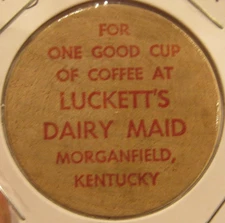 FOR
ONE GOOD CUP
OF COFFEE AT
LUCKETT'S
DAIRY MAID
MORGANFIELD,
KENTUCKY